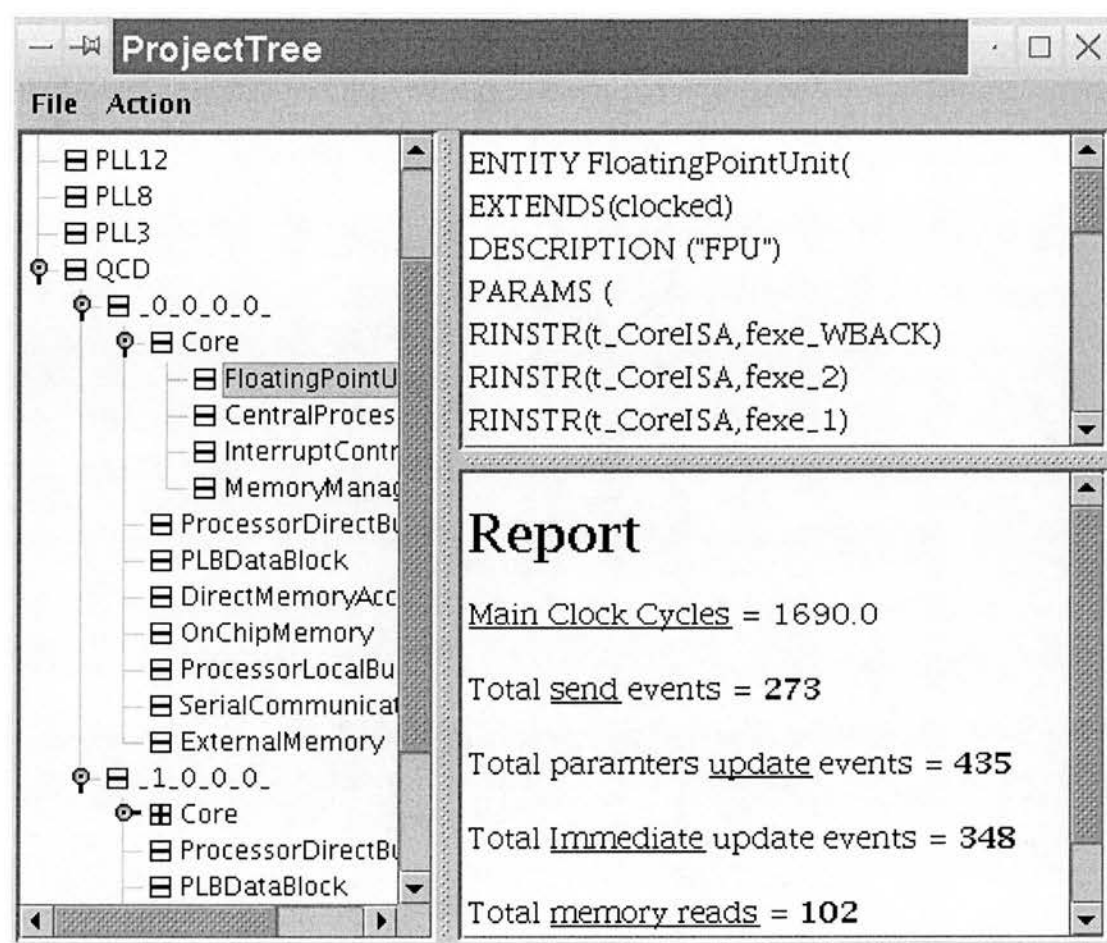 ProjectTree
File Action
PLL12
PLL8
PLL3
QCD
_0_0_0_0_
Core
FloatingPointU
CentralProces
InterruptContr
MemoryManag
ProcessorDirectBu
PLBDataBlock
DirectMemoryAcc
OnChipMemory
ProcessorLocalBu
SerialCommunicat
ExternalMemory
_1_0_0_0_
Core
ProcessorDirectBu
PLBDataBlock
ENTITY FloatingPointUnit(
EXTENDS(clocked)
DESCRIPTION ("FPU")
PARAMS (
RINSTR(t_CoreISA,fexe_WBACK)
RINSTR(t_CoreISA,fexe_2)
RINSTR(t_CoreISA,fexe_1)
Report
Main Clock Cycles = 1690.0
Total send events = 273
Total paramters update events = 435
Total Immediate update events = 348
Total memory reads = 102